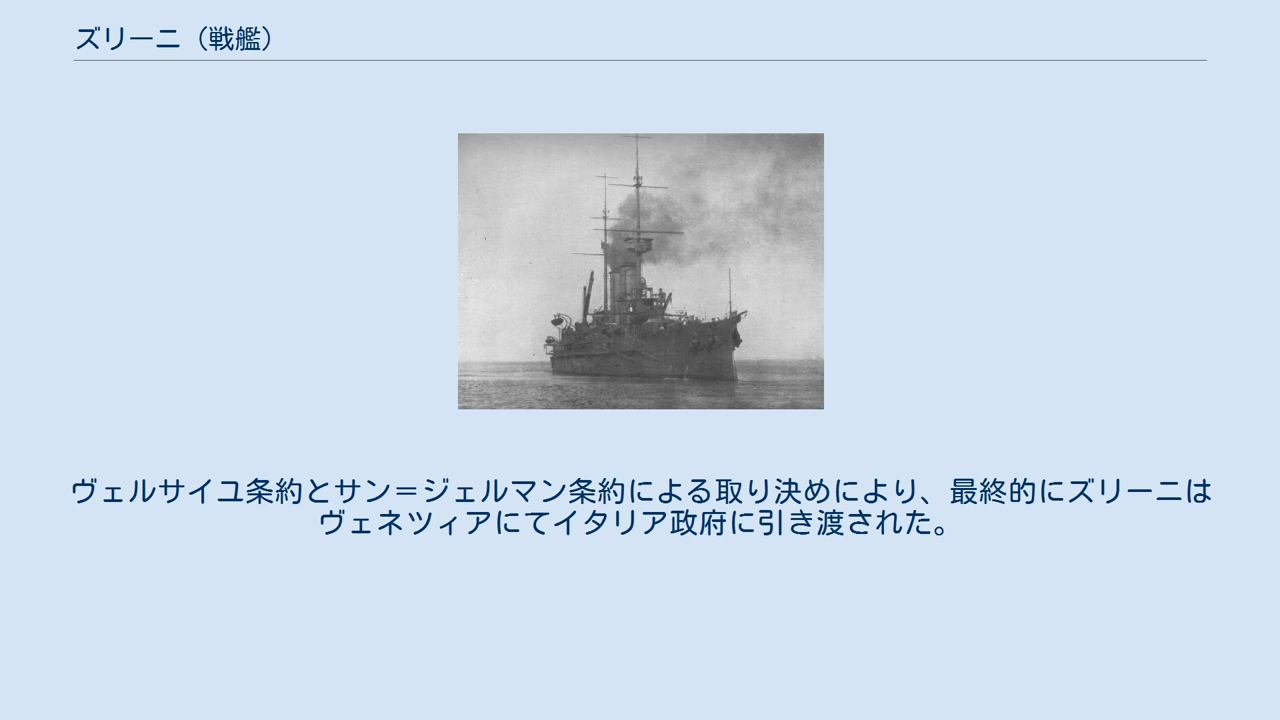 ズリーニ（戦艦）
ヴェルサイユ条約とサン＝ジェルマン条約による取り決めにより、最終的にズリーニは
ヴェネツィアにてイタリア政府に引き渡された。